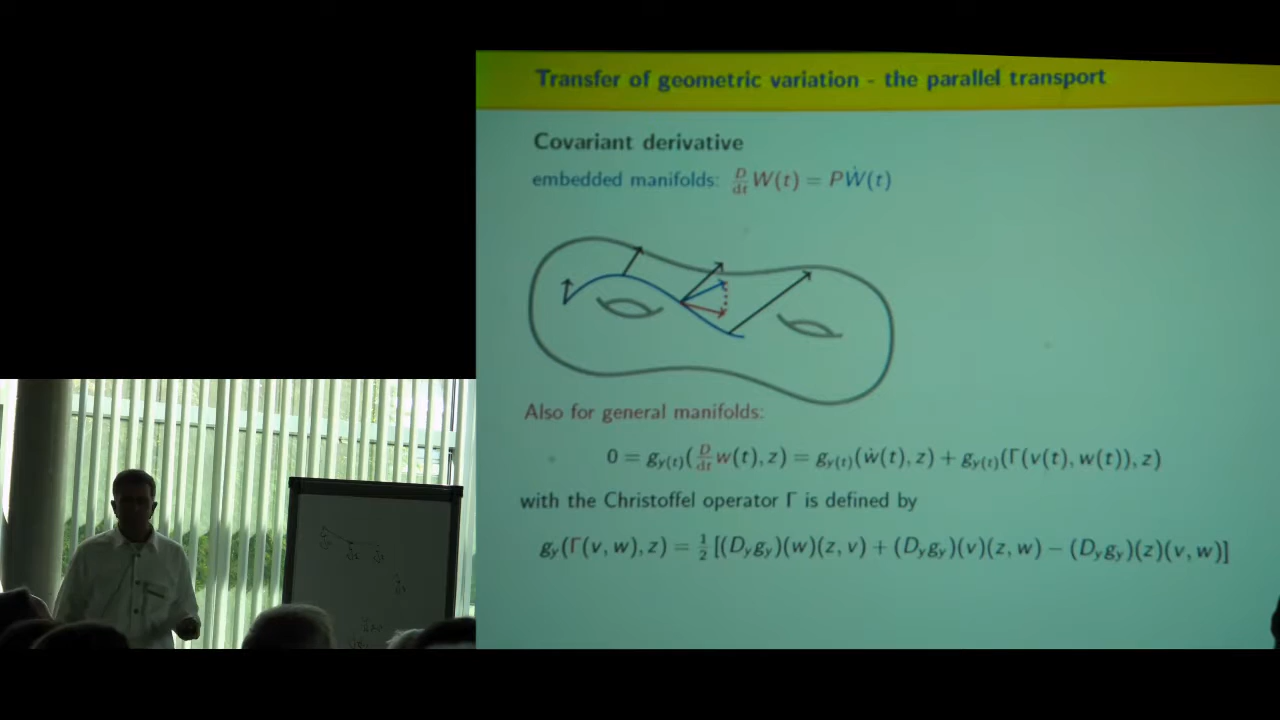 Transfer of geometric variation - the parallel transport
Covariant derivative
embedded manifolds: D/dt W(t) = PẆ(t)
Also for general manifolds:
0 = g_{y(t)}(D/dt w(t), z) = g_{y(t)}(ẇ(t), z) + g_{y(t)}(Γ(v(t), w(t)), z)
with the Christoffel operator Γ is defined by
g_y(Γ(v, w), z) = ½ [(D_y g_y)(w)(z, v) + (D_y g_y)(v)(z, w) − (D_y g_y)(z)(v, w)]